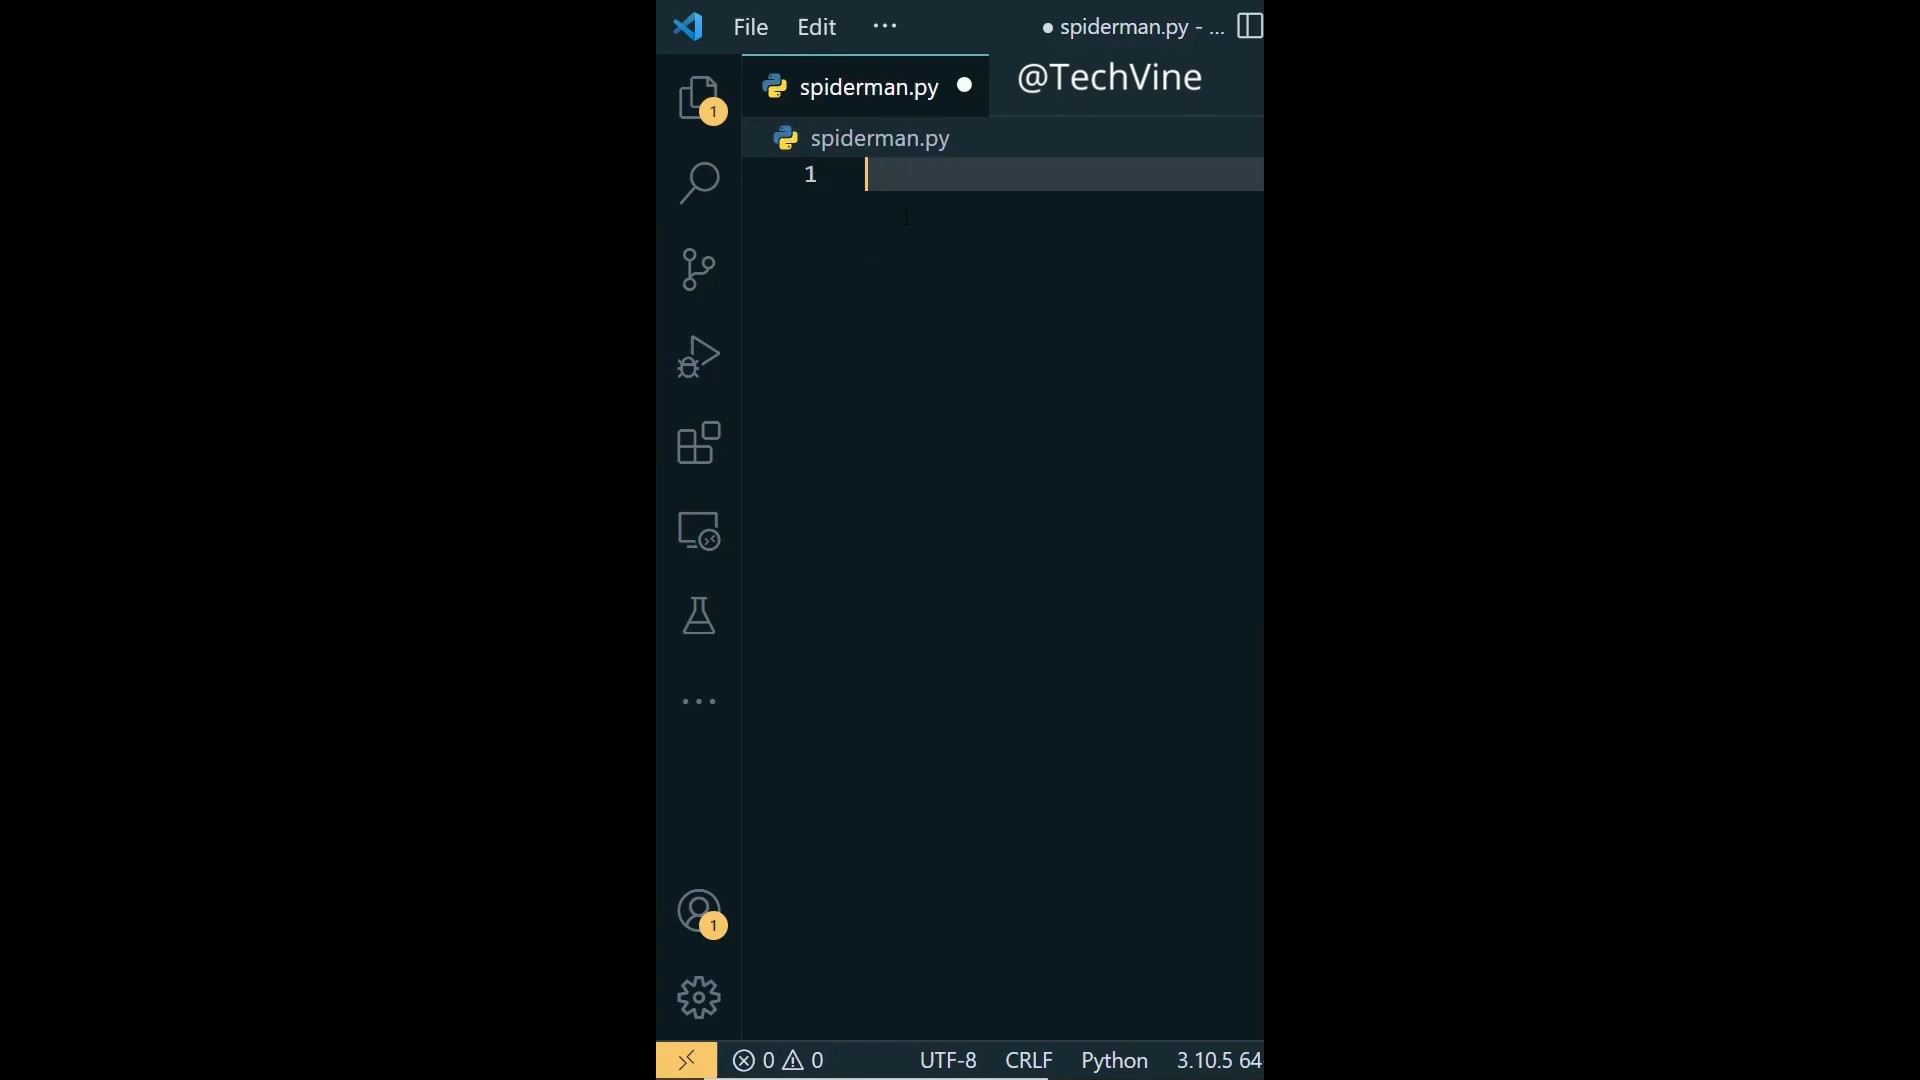 File Edit ··· ● spiderman.py - ...
spiderman.py ● @TechVine
1
spiderman.py
1
1
0 0 UTF-8 CRLF Python 3.10.5 64